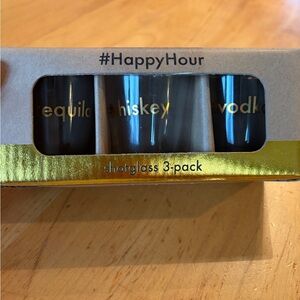 #HappyHour
equila hiskey vodk
shotglass 3-pack